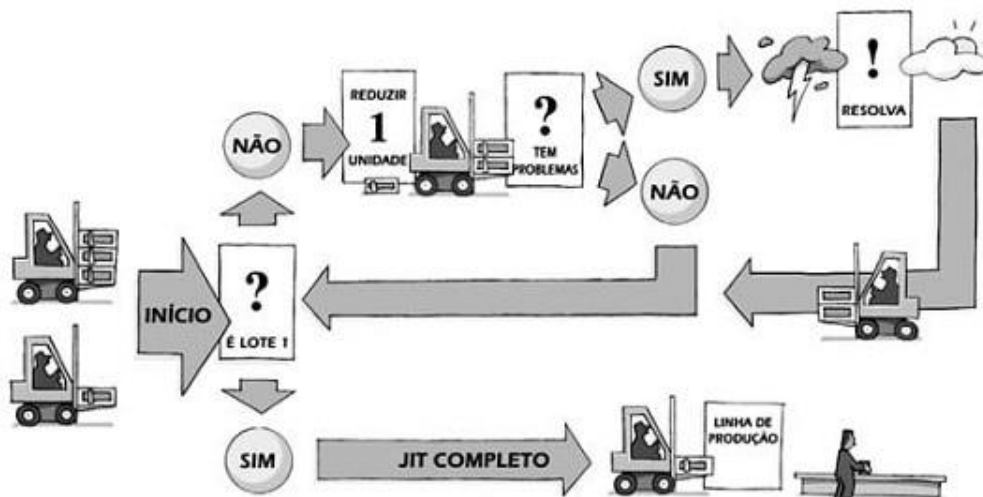 REDUZIR
1
UNIDADE
NÃO
?
TEM
PROBLEMAS
SIM
NÃO
!
RESOLVA
INÍCIO
?
É LOTE 1
SIM
JIT COMPLETO
LINHA DE
PRODUÇÃO